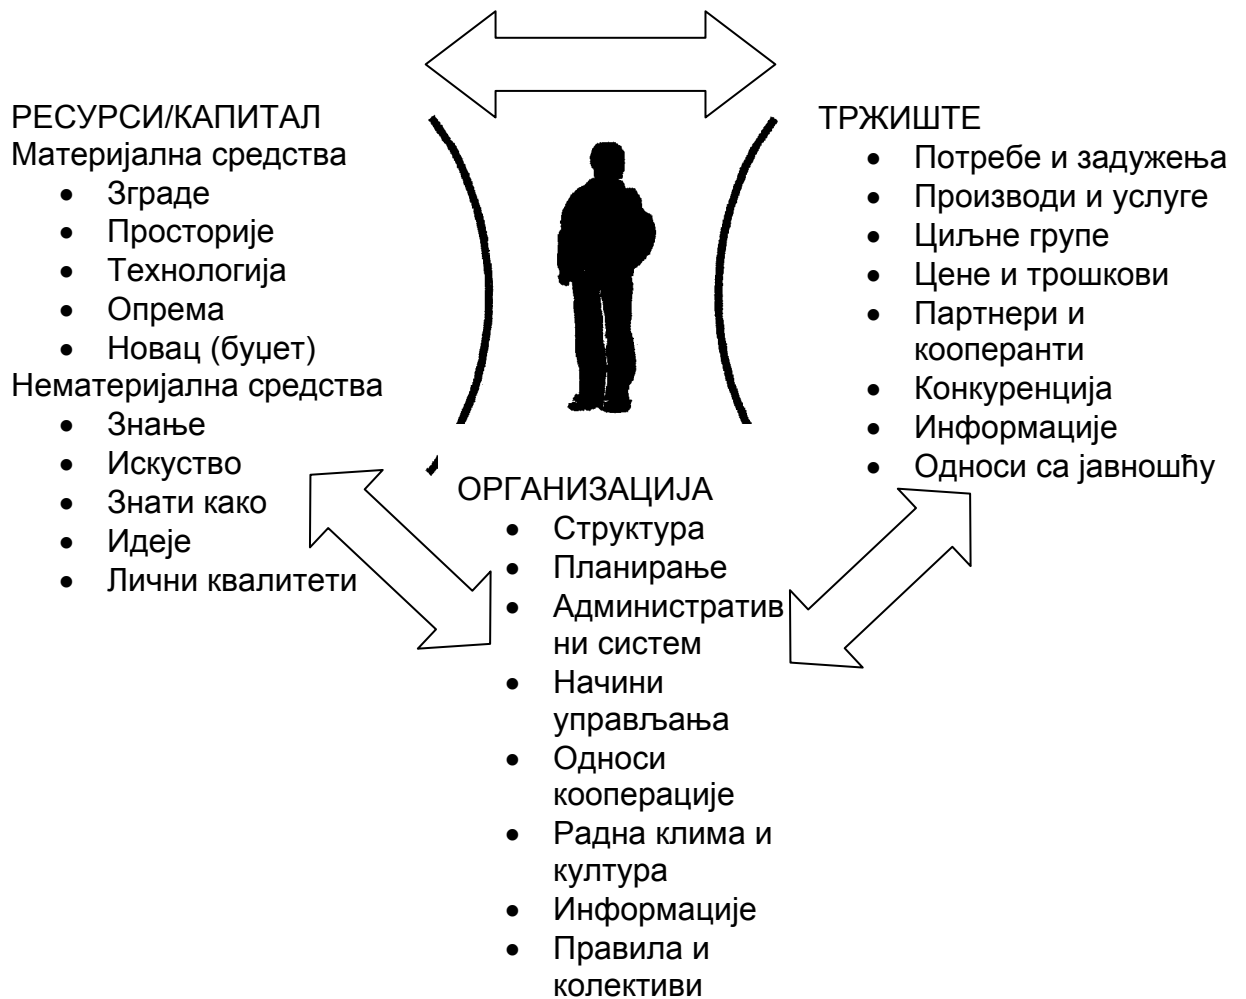 РЕСУРСИ/КАПИТАЛ
Материјална средства
• Зграде
• Просторије
• Технологија
• Опрема
• Новац (буџет)
Нематеријална средства
• Знање
• Искуство
• Знати како
• Идеје
• Лични квалитети
ТРЖИШТЕ
• Потребе и задужења
• Производи и услуге
• Циљне групе
• Цене и трошкови
• Партнери и
кооперанти
• Конкуренција
• Информације
• Односи са јавношћу
ОРГАНИЗАЦИЈА
• Структура
• Планирање
• Административ
ни систем
• Начини
управљања
• Односи
кооперације
• Радна клима и
култура
• Информације
• Правила и
колективи